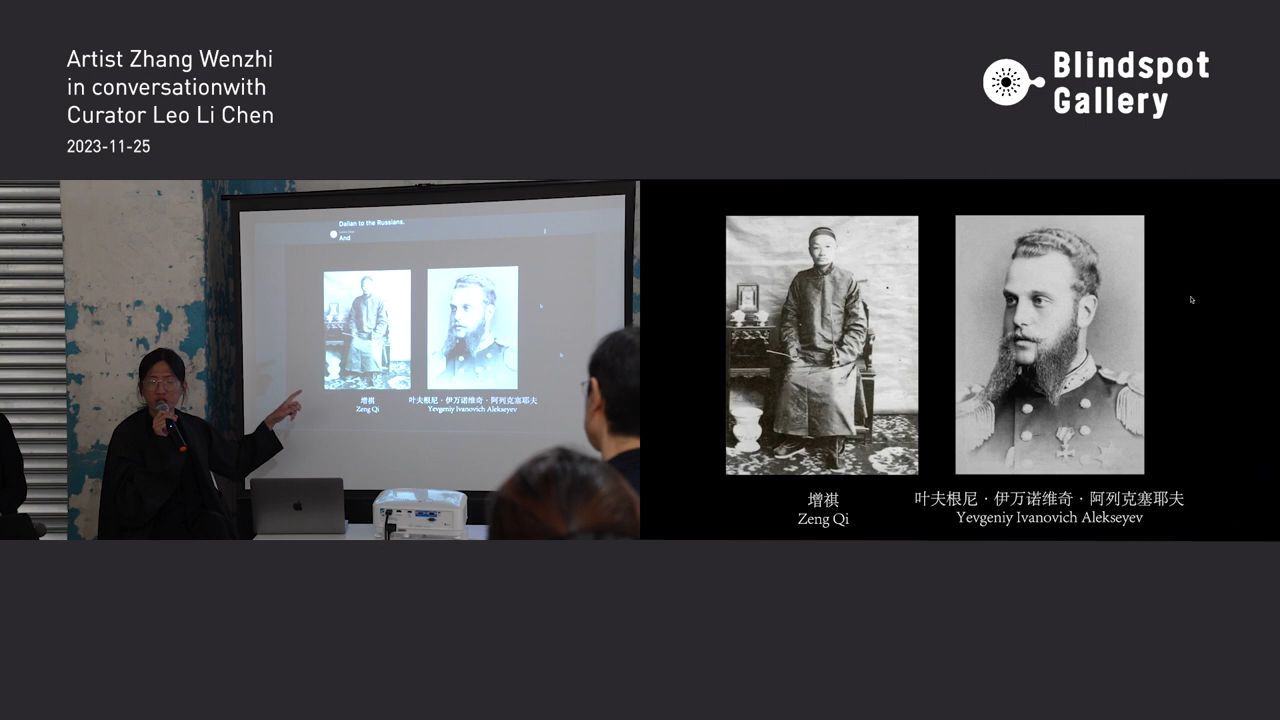 Artist Zhang Wenzhi
in conversationwith
Curator Leo Li Chen
2023-11-25
Blindspot
Gallery
Dalian to the Russians.
And
增祺
Zeng Qi
叶夫根尼·伊万诺维奇·阿列克塞耶夫
Yevgeniy Ivanovich Alekseyev
增祺
Zeng Qi
叶夫根尼·伊万诺维奇·阿列克塞耶夫
Yevgeniy Ivanovich Alekseyev